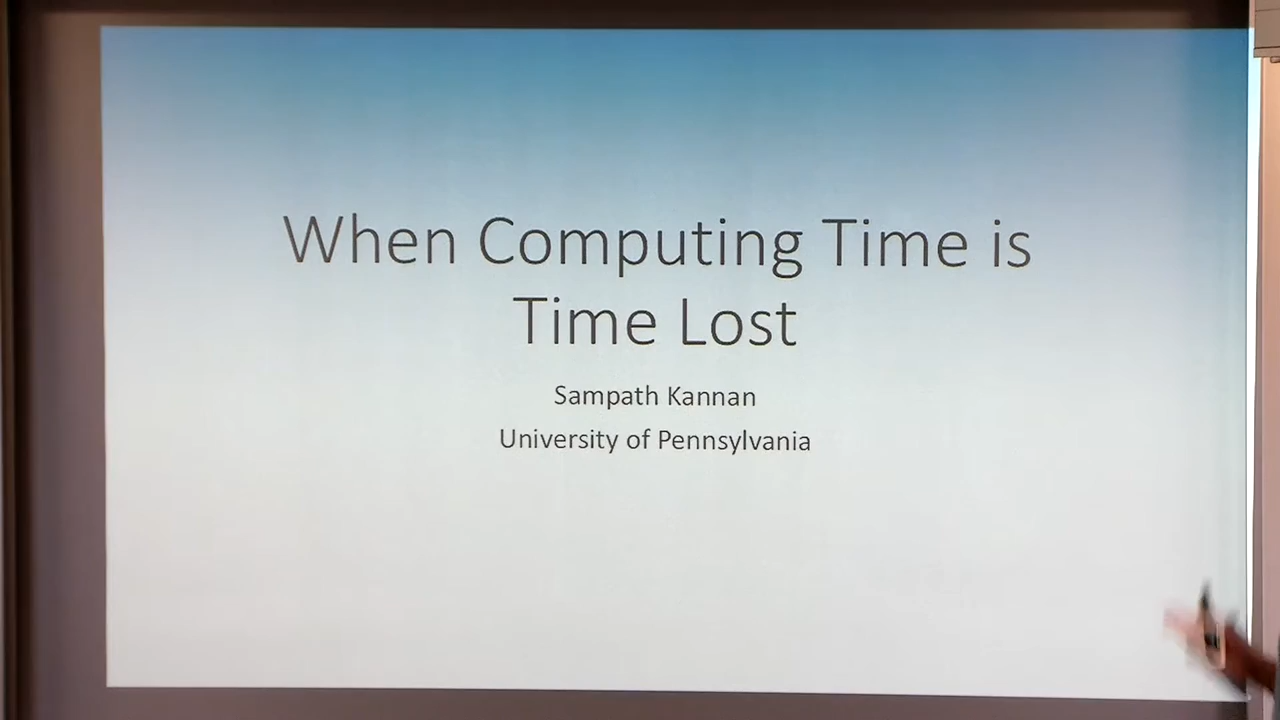 When Computing Time is
Time Lost
Sampath Kannan
University of Pennsylvania